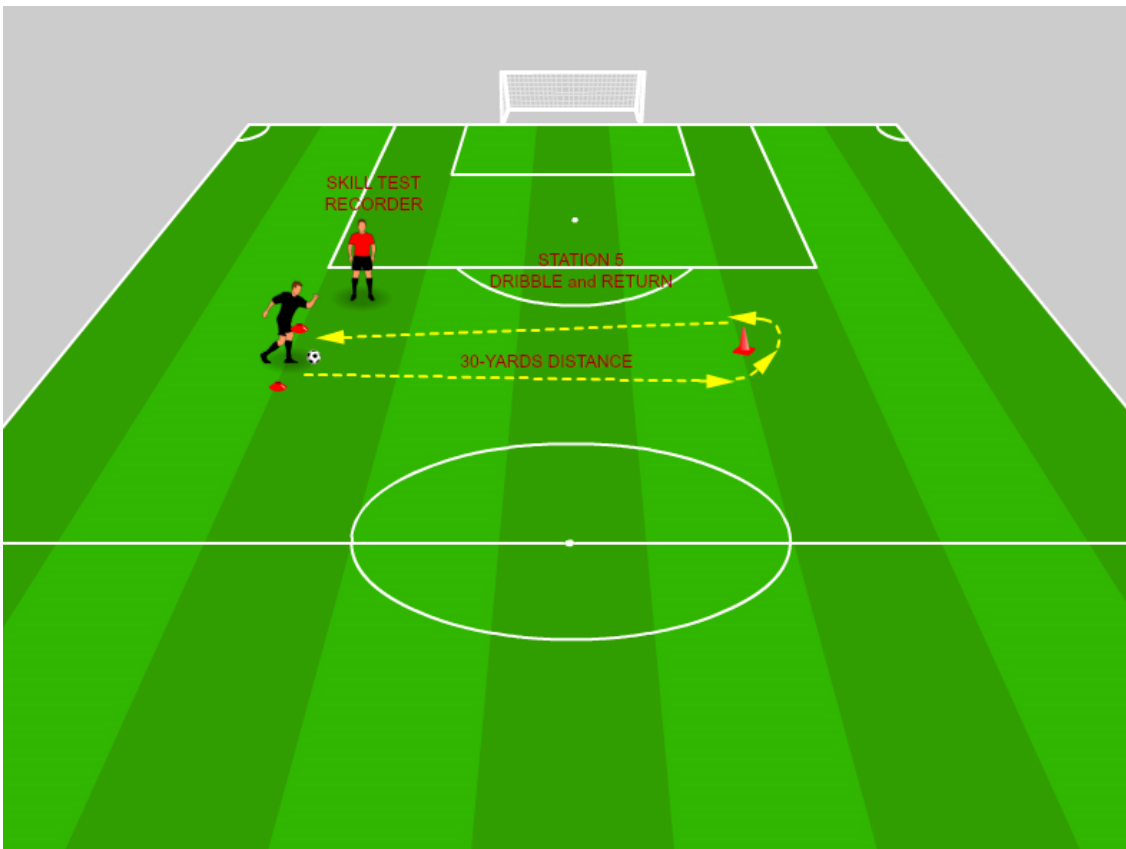 SKILL TEST
RECORDER
STATION 5
DRIBBLE and RETURN
30-YARDS DISTANCE